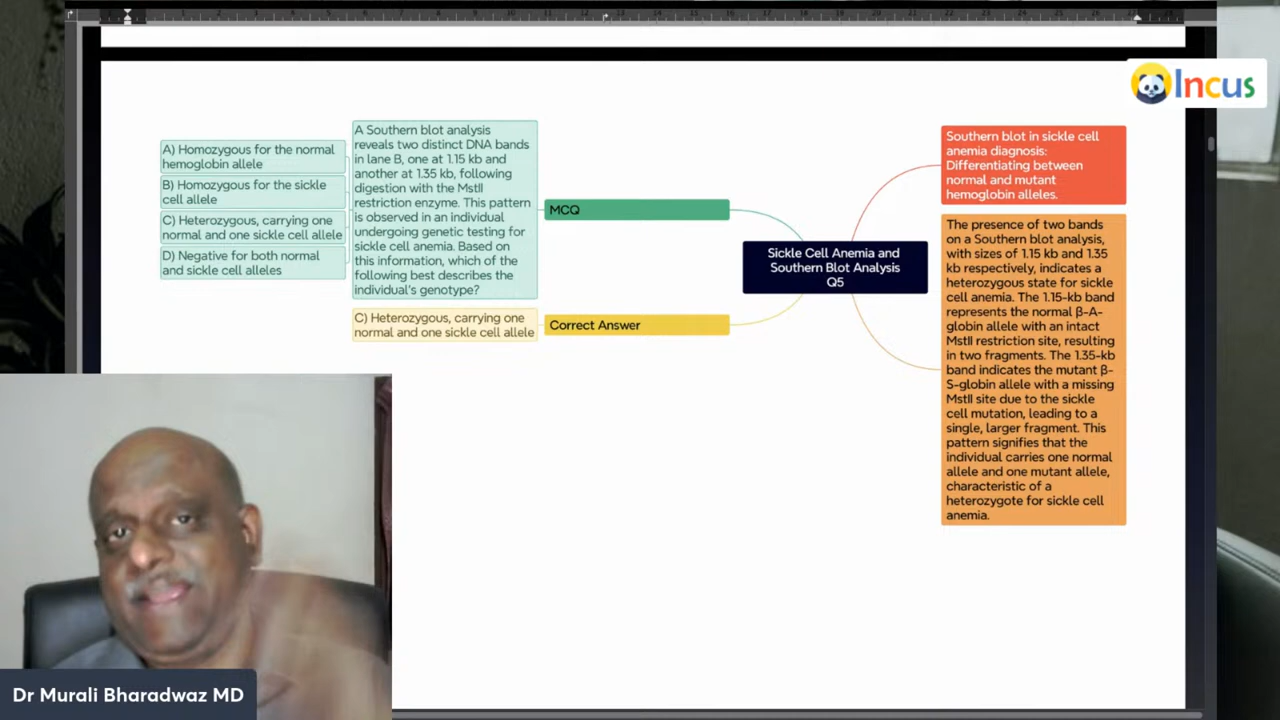 Incus
A) Homozygous for the normal
hemoglobin allele
B) Homozygous for the sickle
cell allele
C) Heterozygous, carrying one
normal and one sickle cell allele
D) Negative for both normal
and sickle cell alleles
A Southern blot analysis
reveals two distinct DNA bands
in lane B, one at 1.15 kb and
another at 1.35 kb, following
digestion with the MstII
restriction enzyme. This pattern
is observed in an individual
undergoing genetic testing for
sickle cell anemia. Based on
this information, which of the
following best describes the
individual's genotype?
MCQ
C) Heterozygous, carrying one
normal and one sickle cell allele
Correct Answer
Sickle Cell Anemia and
Southern Blot Analysis
Q5
Southern blot in sickle cell
anemia diagnosis:
Differentiating between
normal and mutant
hemoglobin alleles.
The presence of two bands
on a Southern blot analysis,
with sizes of 1.15 kb and 1.35
kb respectively, indicates a
heterozygous state for sickle
cell anemia. The 1.15-kb band
represents the normal β-A-
globin allele with an intact
MstII restriction site, resulting
in two fragments. The 1.35-kb
band indicates the mutant β-
S-globin allele with a missing
MstII site due to the sickle
cell mutation, leading to a
single, larger fragment. This
pattern signifies that the
individual carries one normal
allele and one mutant allele,
characteristic of a
heterozygote for sickle cell
anemia.
Dr Murali Bharadwaz MD